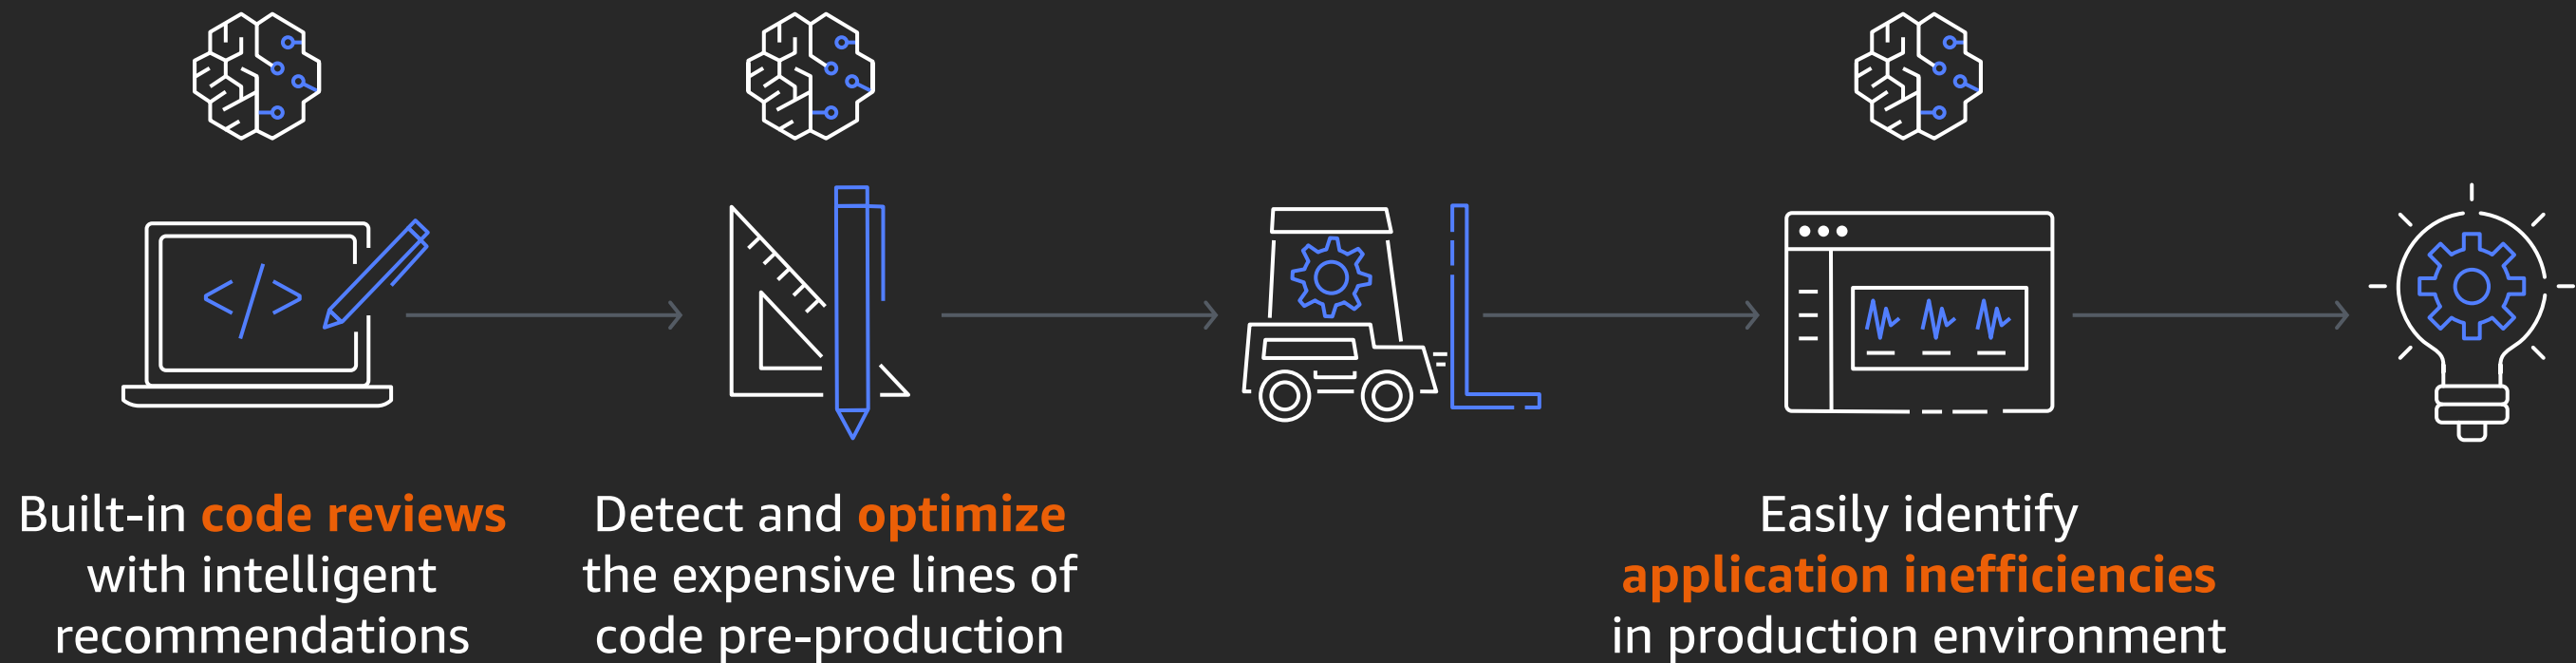 </>
Built-in code reviews
with intelligent
recommendations
Detect and optimize
the expensive lines of
code pre-production
Easily identify
application inefficiencies
in production environment